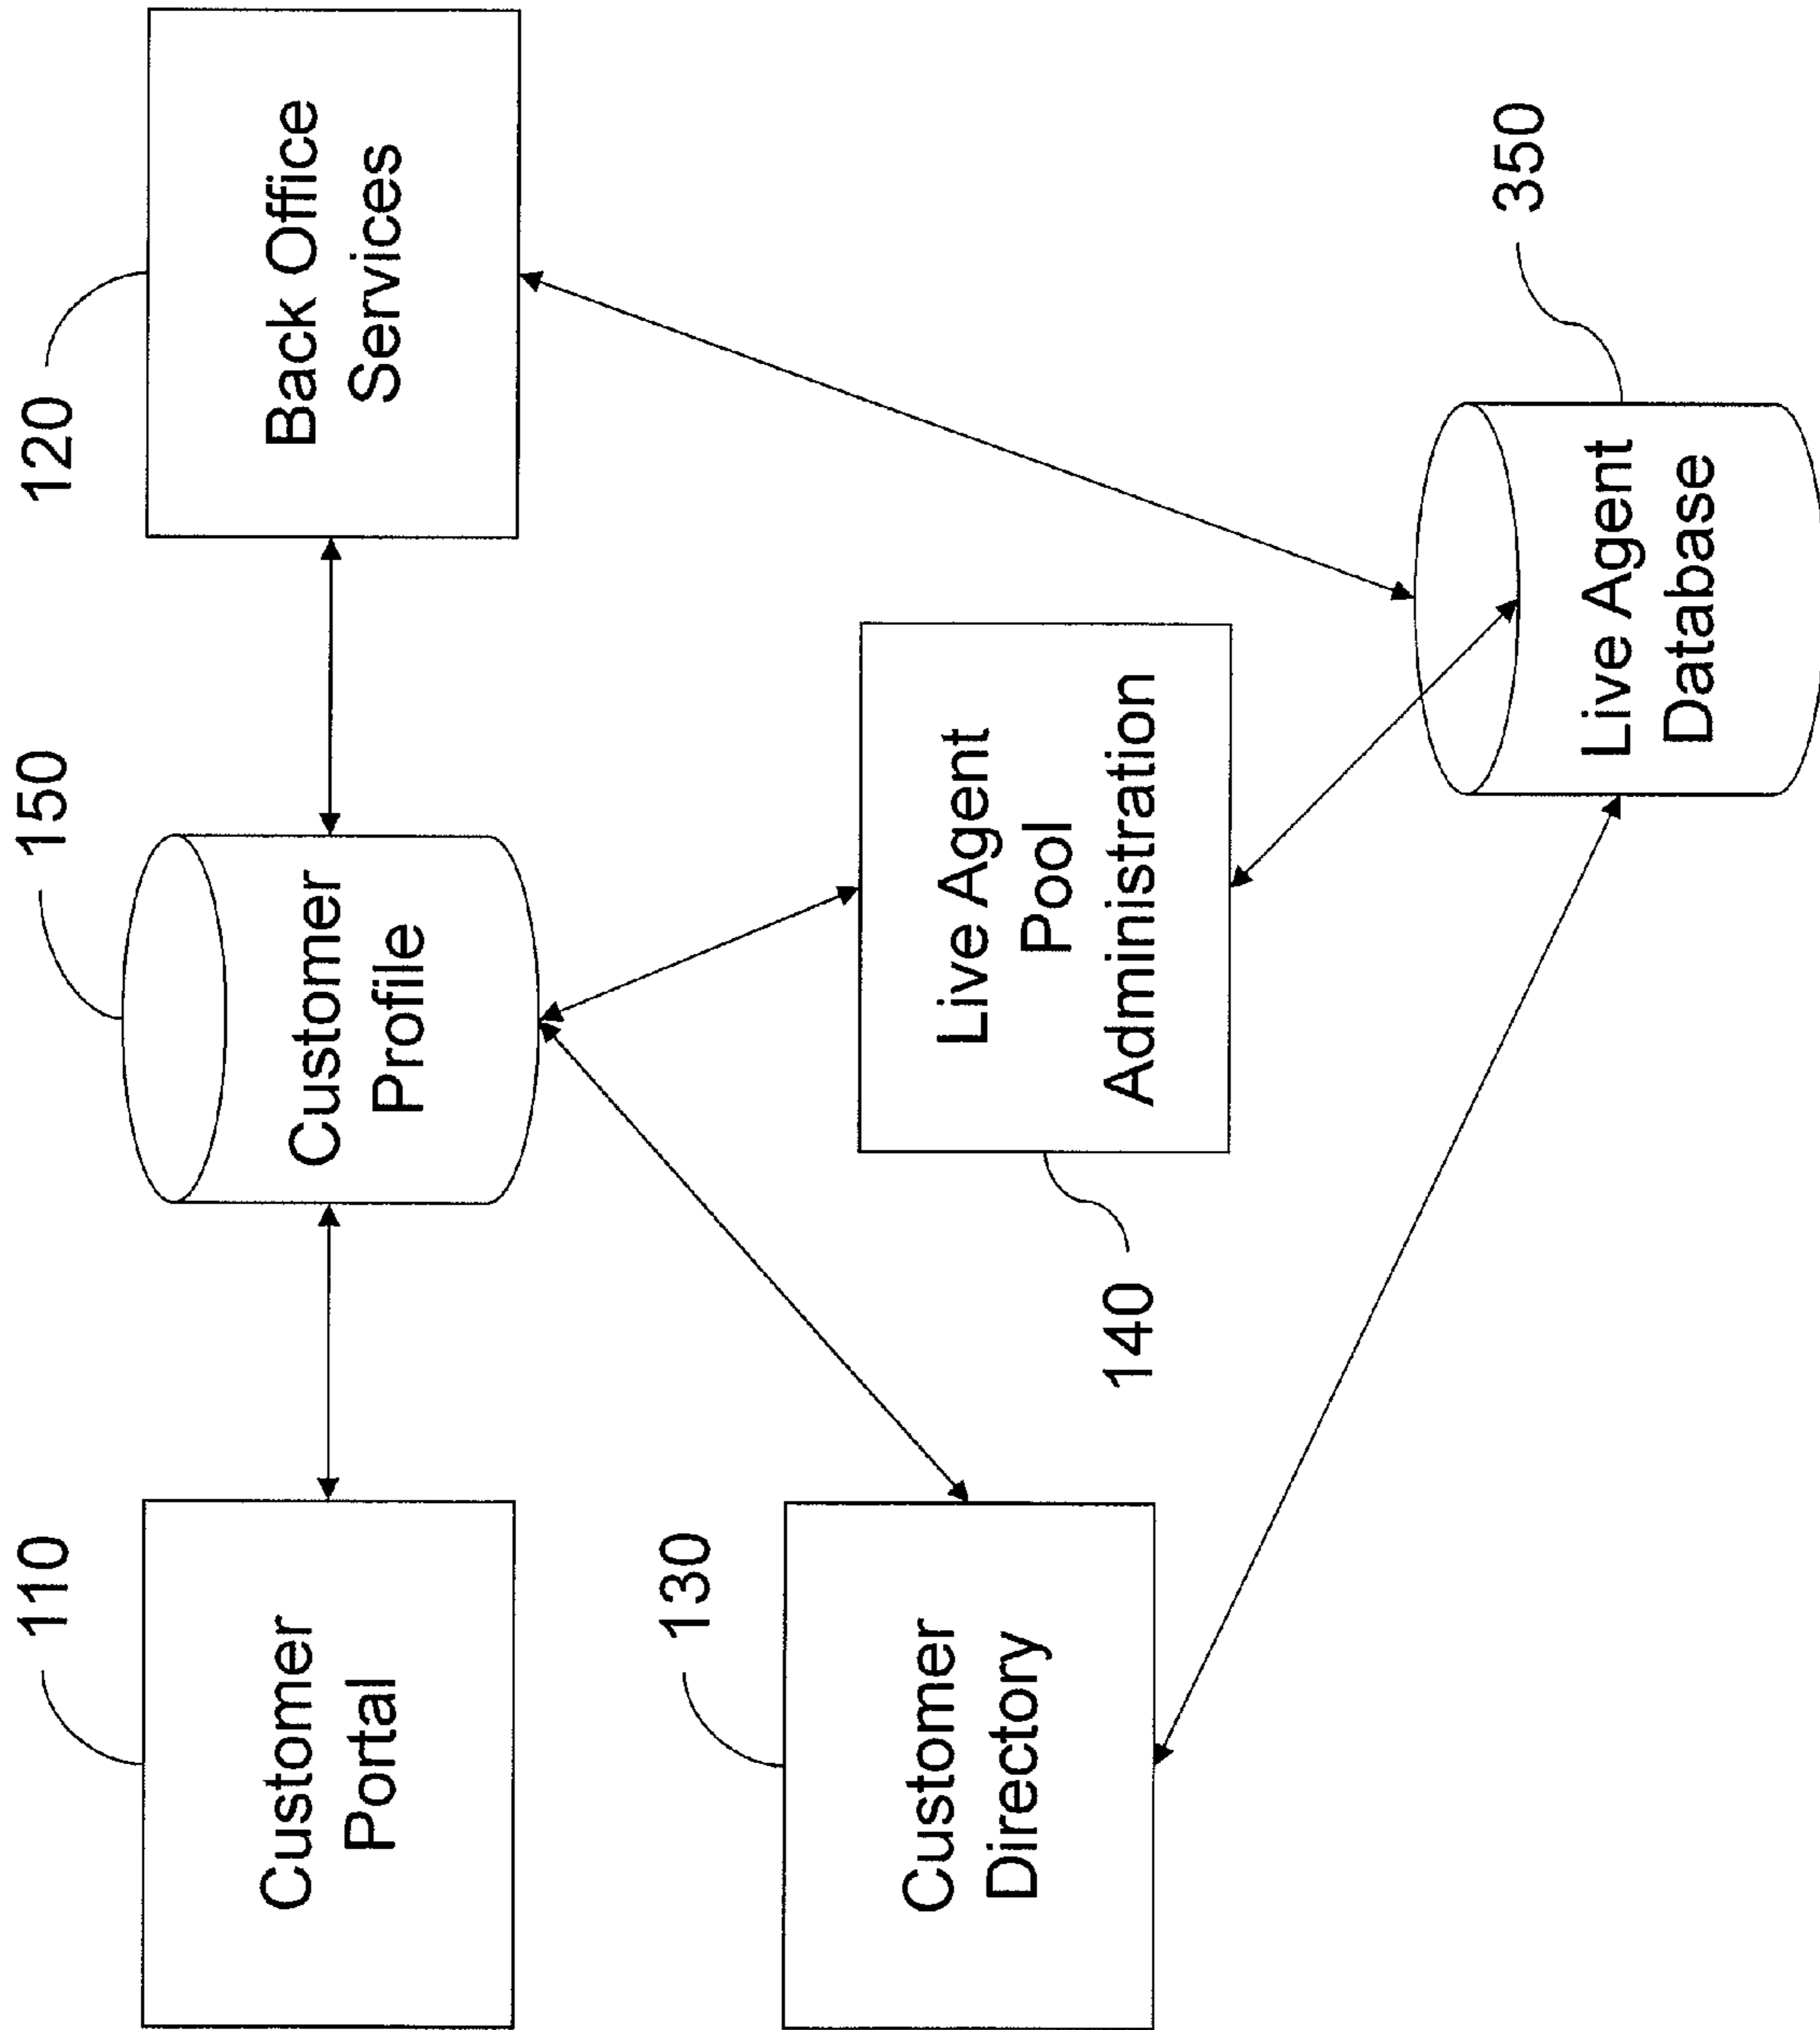 110
Customer
Portal
150
Customer
Profile
120
Back Office
Services
130
Customer
Directory
140
Live Agent
Pool
Administration
350
Live Agent
Database